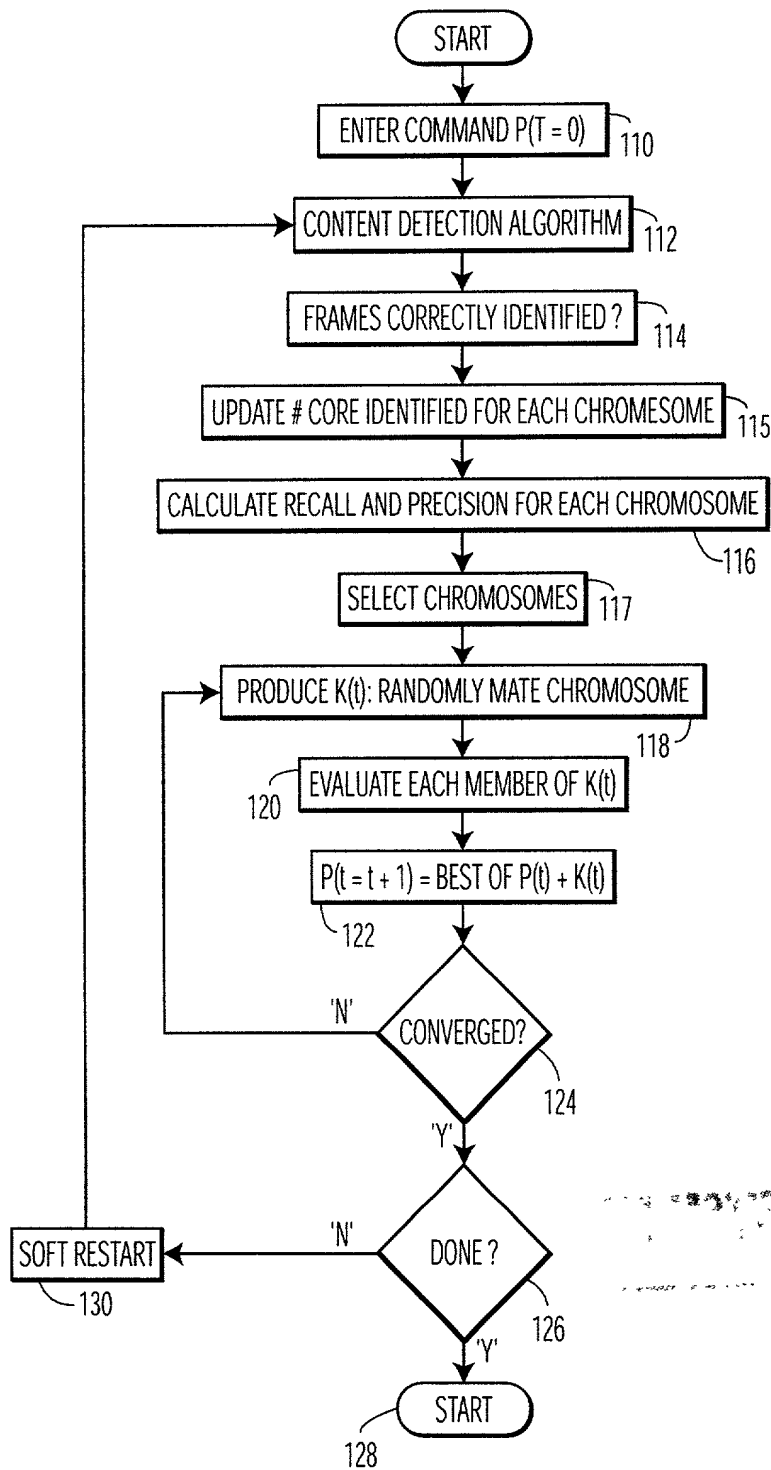 START
ENTER COMMAND P(T = 0)
110
CONTENT DETECTION ALGORITHM
112
FRAMES CORRECTLY IDENTIFIED ?
114
UPDATE # CORE IDENTIFIED FOR EACH CHROMESOME
115
CALCULATE RECALL AND PRECISION FOR EACH CHROMOSOME
116
SELECT CHROMOSOMES
117
PRODUCE K(t): RANDOMLY MATE CHROMOSOME
118
EVALUATE EACH MEMBER OF K(t)
120
P(t = t + 1) = BEST OF P(t) + K(t)
122
'N'
CONVERGED?
124
'Y'
SOFT RESTART
130
'N'
DONE ?
126
'Y'
START
128